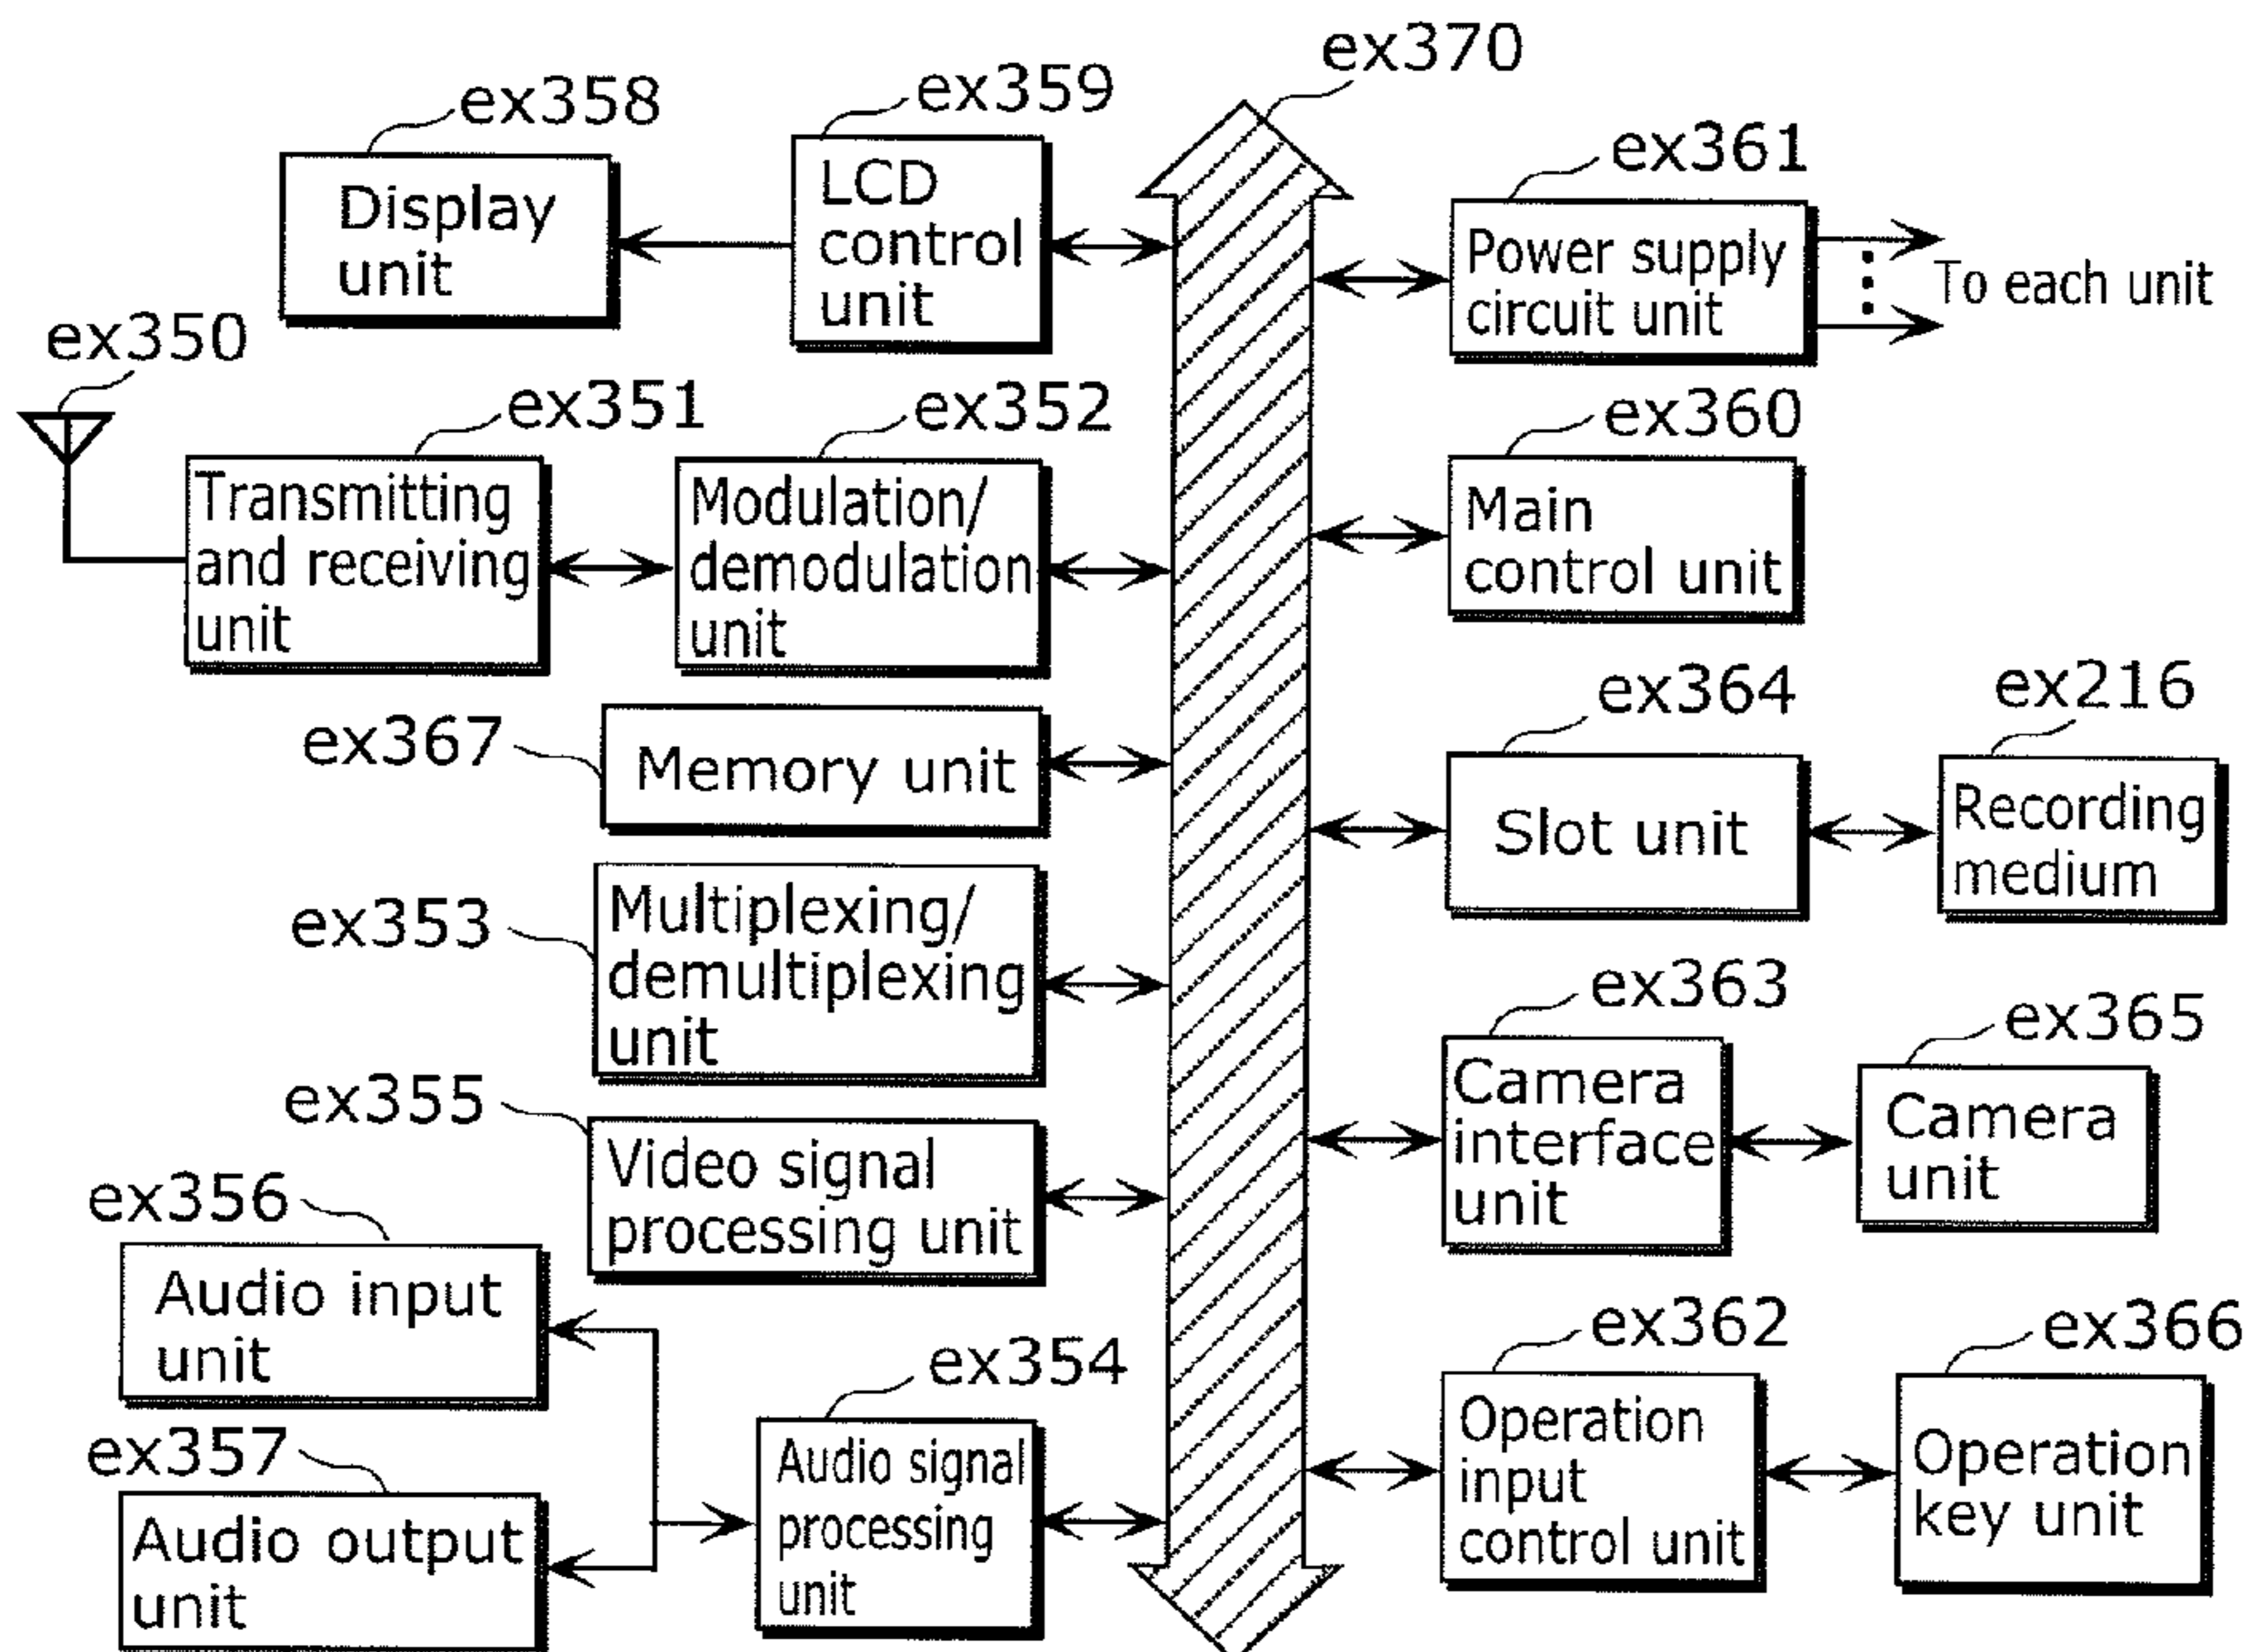 ex370
ex358
ex359
ex361
Display
unit
LCD
control
unit
Power supply
circuit unit
To each unit
ex350
ex351
ex352
ex360
Transmitting
and receiving
unit
Modulation/
demodulation
unit
Main
control unit
ex367
Memory unit
ex364
ex216
Slot unit
Recording
medium
ex353
Multiplexing/
demultiplexing
unit
ex363
ex365
Camera
interface
unit
Camera
unit
ex355
Video signal
processing unit
ex356
Audio input
unit
ex354
ex362
ex366
ex357
Audio output
unit
Audio signal
processing
unit
Operation
input
control unit
Operation
key unit